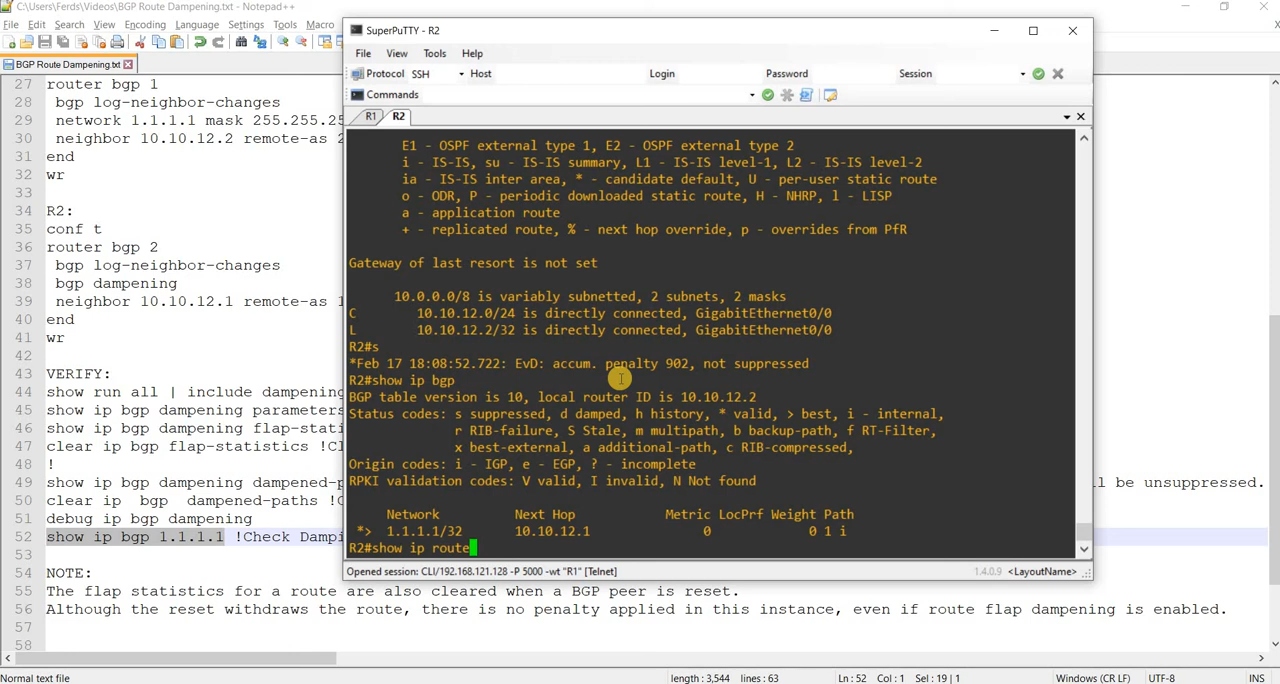 C:\Users\Ferds\Videos\BGP Route Dampening.txt - Notepad++
File Edit Search View Encoding Language Settings Tools Macro
BGP Route Dampening.txt
27 router bgp 1
28 bgp log-neighbor-changes
29 network 1.1.1.1 mask 255.255.25
30 neighbor 10.10.12.2 remote-as 2
31 end
32 wr
33
34 R2:
35 conf t
36 router bgp 2
37 bgp log-neighbor-changes
38 bgp dampening
39 neighbor 10.10.12.1 remote-as 1
40 end
41 wr
42
43 VERIFY:
44 show run all | include dampening
45 show ip bgp dampening parameters
46 show ip bgp dampening flap-stati
47 clear ip bgp flap-statistics !Cl
48 !
49 show ip bgp dampening dampened-p l be unsuppressed.
50 clear ip bgp dampened-paths !C
51 debug ip bgp dampening
52 show ip bgp 1.1.1.1 !Check Dampi
53
54 NOTE:
55 The flap statistics for a route are also cleared when a BGP peer is reset.
56 Although the reset withdraws the route, there is no penalty applied in this instance, even if route flap dampening is enabled.
57
58
Normal text file length : 3,544 lines : 63 Ln : 52 Col : 1 Sel : 19 | 1 Windows (CR LF) UTF-8 INS
SuperPuTTY - R2
File View Tools Help
Protocol SSH Host Login Password Session
Commands
R1 R2
E1 - OSPF external type 1, E2 - OSPF external type 2
i - IS-IS, su - IS-IS summary, L1 - IS-IS level-1, L2 - IS-IS level-2
ia - IS-IS inter area, * - candidate default, U - per-user static route
o - ODR, P - periodic downloaded static route, H - NHRP, l - LISP
a - application route
+ - replicated route, % - next hop override, p - overrides from PfR
Gateway of last resort is not set
10.0.0.0/8 is variably subnetted, 2 subnets, 2 masks
C 10.10.12.0/24 is directly connected, GigabitEthernet0/0
L 10.10.12.2/32 is directly connected, GigabitEthernet0/0
R2#s
*Feb 17 18:08:52.722: EvD: accum. penalty 902, not suppressed
R2#show ip bgp
BGP table version is 10, local router ID is 10.10.12.2
Status codes: s suppressed, d damped, h history, * valid, > best, i - internal,
r RIB-failure, S Stale, m multipath, b backup-path, f RT-Filter,
x best-external, a additional-path, c RIB-compressed,
Origin codes: i - IGP, e - EGP, ? - incomplete
RPKI validation codes: V valid, I invalid, N Not found
Network Next Hop Metric LocPrf Weight Path
*> 1.1.1.1/32 10.10.12.1 0 0 1 i
R2#show ip route
Opened session: CLI/192.168.121.128 -P 5000 -wt "R1" [Telnet] 1.4.0.9 <LayoutName>